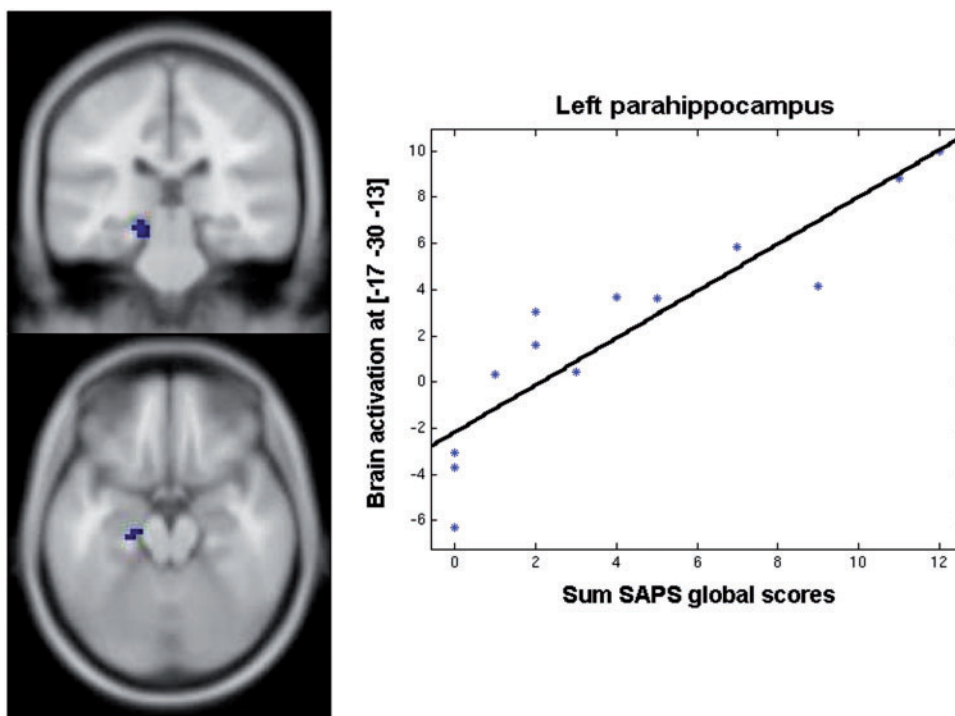 Left parahippocampus
Brain activation at [-17 -30 -13]
10
8
6
4
2
0
-2
-4
-6
0 2 4 6 8 10 12
Sum SAPS global scores